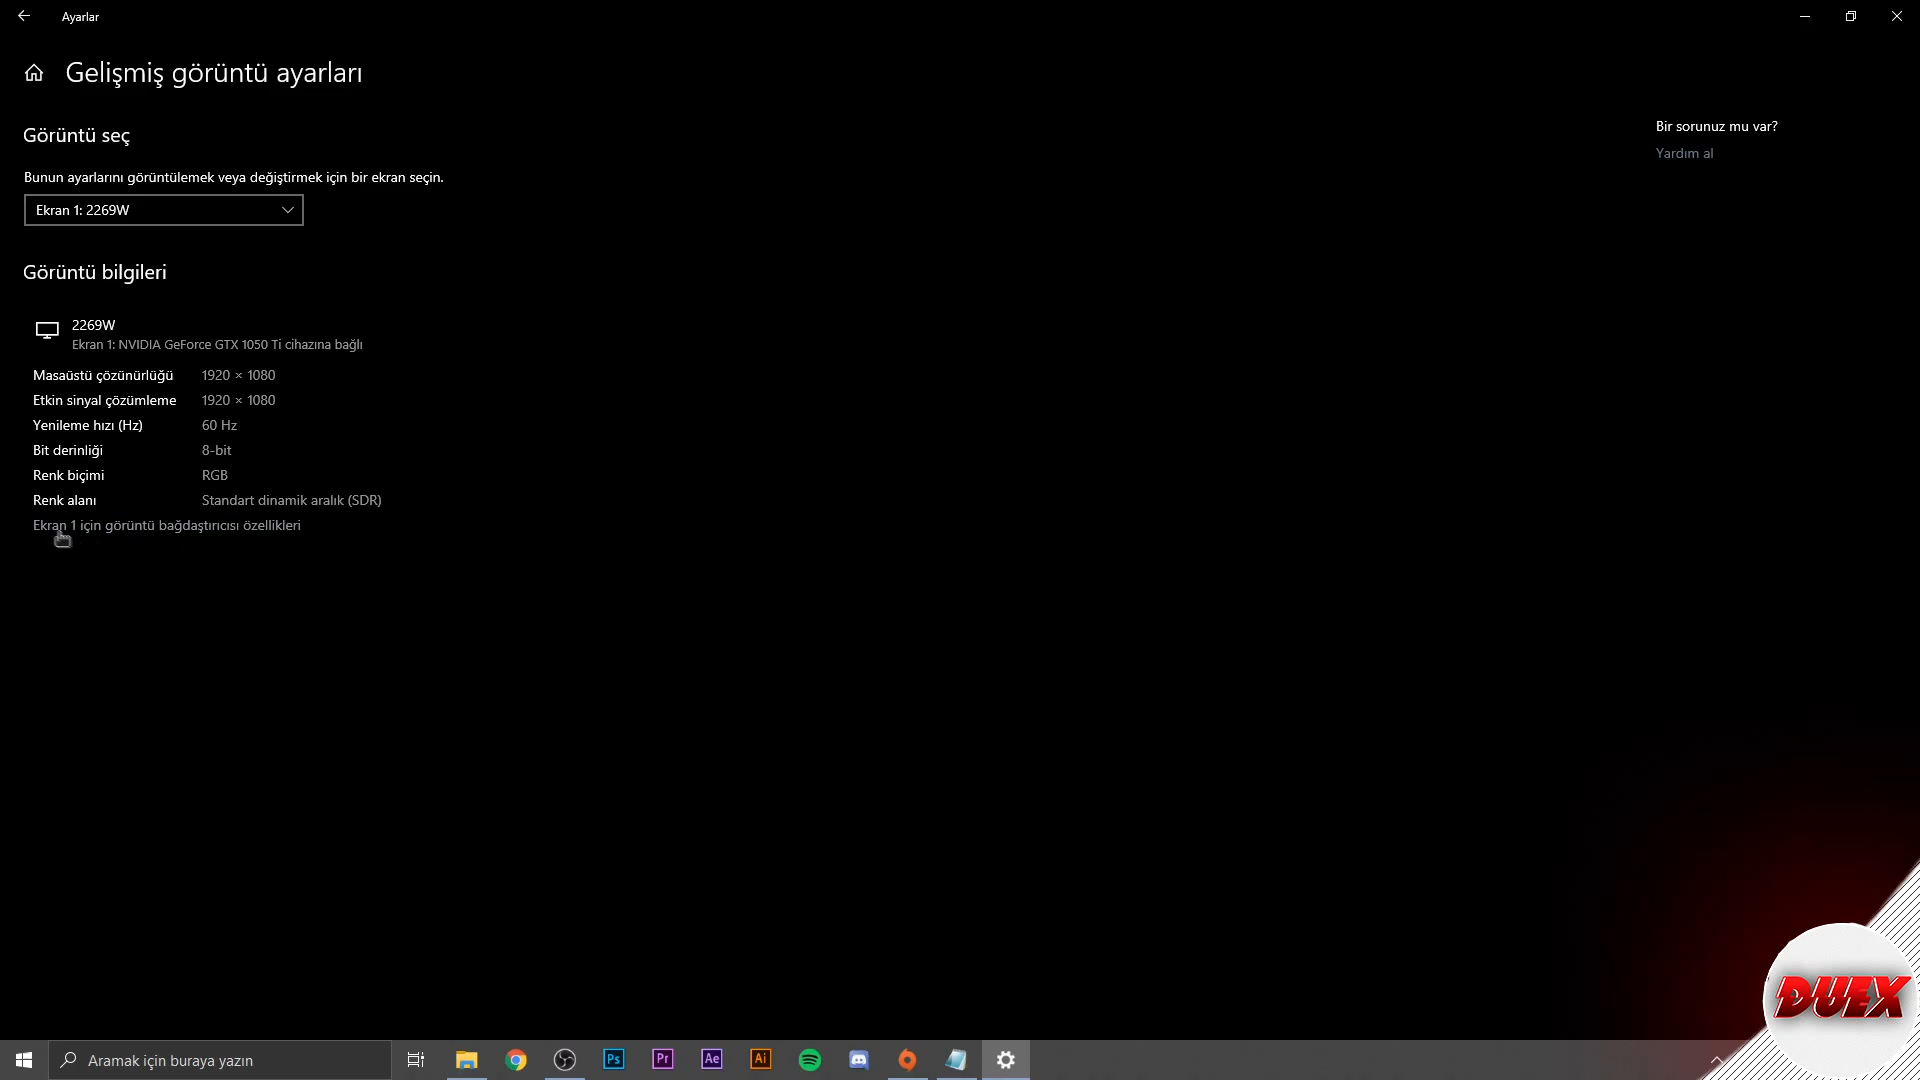 Ayarlar
Gelişmiş görüntü ayarları
Görüntü seç
Bunun ayarlarını görüntülemek veya değiştirmek için bir ekran seçin.
Ekran 1: 2269W
Görüntü bilgileri
2269W
Ekran 1: NVIDIA GeForce GTX 1050 Ti cihazına bağlı
Masaüstü çözünürlüğü 1920 × 1080
Etkin sinyal çözümleme 1920 × 1080
Yenileme hızı (Hz) 60 Hz
Bit derinliği 8-bit
Renk biçimi RGB
Renk alanı Standart dinamik aralık (SDR)
Ekran 1 için görüntü bağdaştırıcısı özellikleri
Bir sorunuz mu var?
Yardım al
DUEX
Aramak için buraya yazın
Ps
Pr
Ae
Ai